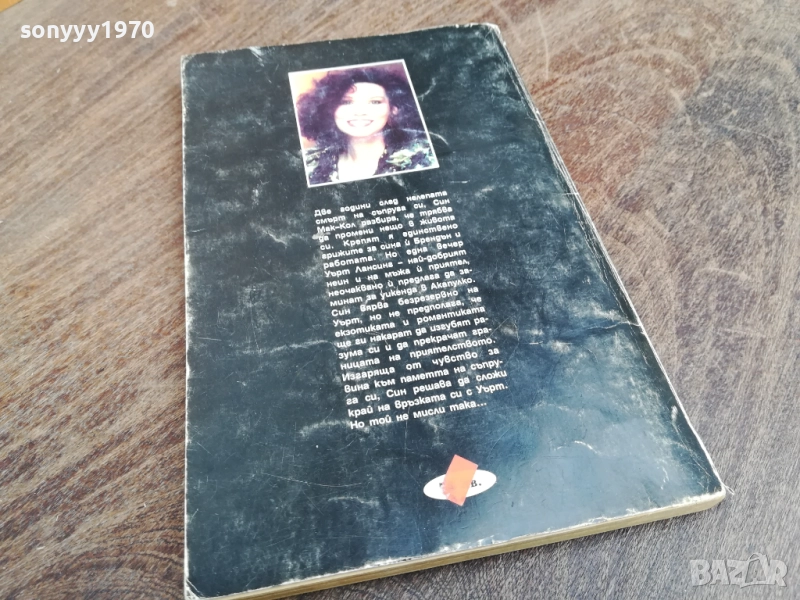 sonyyy1970
Две години след нелепата
смърт на съпруга си, Син
Мак-Кол разбира, че трябва
да промени нещо в живота
си. Крепят я единствено
грижите за сина ѝ Брендън и
работата. Но една вечер
Уърт Лансинг - най-добрият
неин и на мъжа ѝ приятел,
неочаквано ѝ предлага да за-
минат за уикенда в Акапулко.
Син вярва безрезервно на
Уърт, но не предполага, че
екзотиката и романтиката
ще ги накарат да изгубят ра-
зума си и да прекрачат гра-
ницата на приятелството.
Изгаряща от чувство за
вина към паметта на съпру-
га си, Син решава да сложи
край на връзката си с Уърт.
Но той не мисли така...
в.
BAZAR